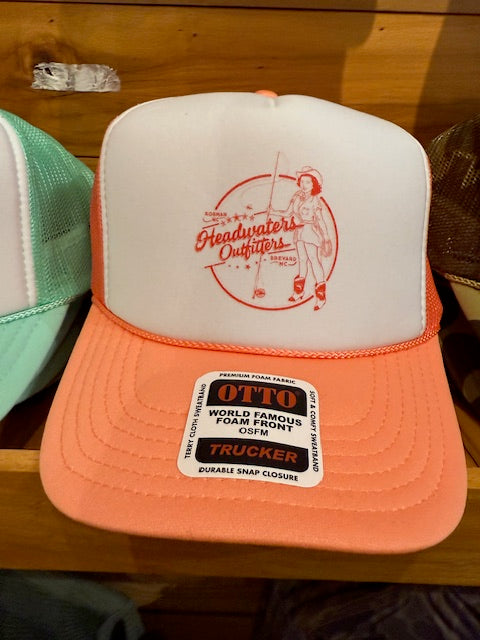 ROSMAN
NC
Headwaters
Outfitters
BREVARD
NC
PREMIUM FOAM FABRIC
OTTO
TERRY CLOTH SWEATBAND
SOFT & COMFY SWEATBAND
WORLD FAMOUS
FOAM FRONT
OSFM
TRUCKER
DURABLE SNAP CLOSURE